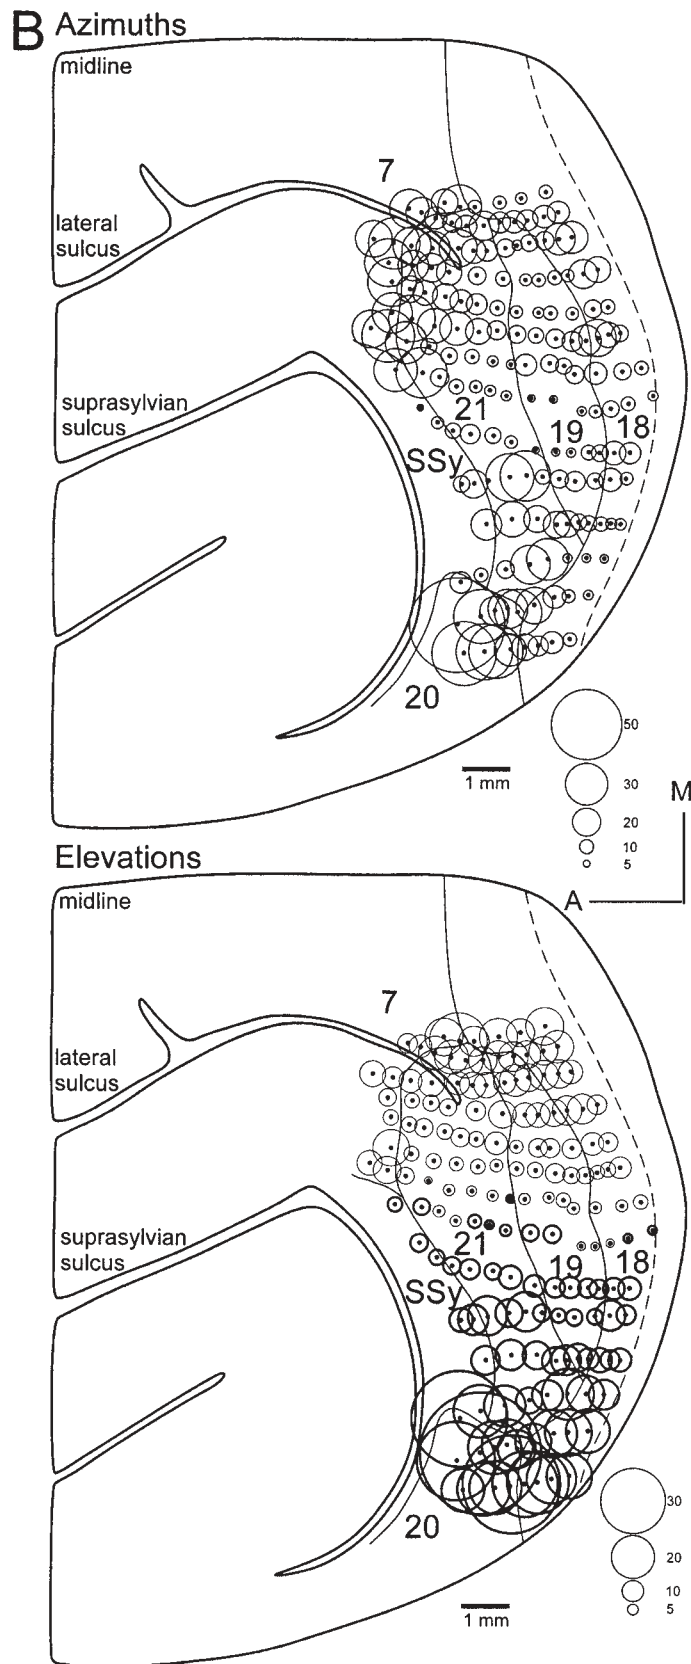 B Azimuths
midline
7
lateral
sulcus
suprasylvian
sulcus
21
19
18
SSy
20
50
30
20
10
5
1 mm
M
A
Elevations
midline
7
lateral
sulcus
suprasylvian
sulcus
21
19
18
SSy
20
30
20
10
5
1 mm